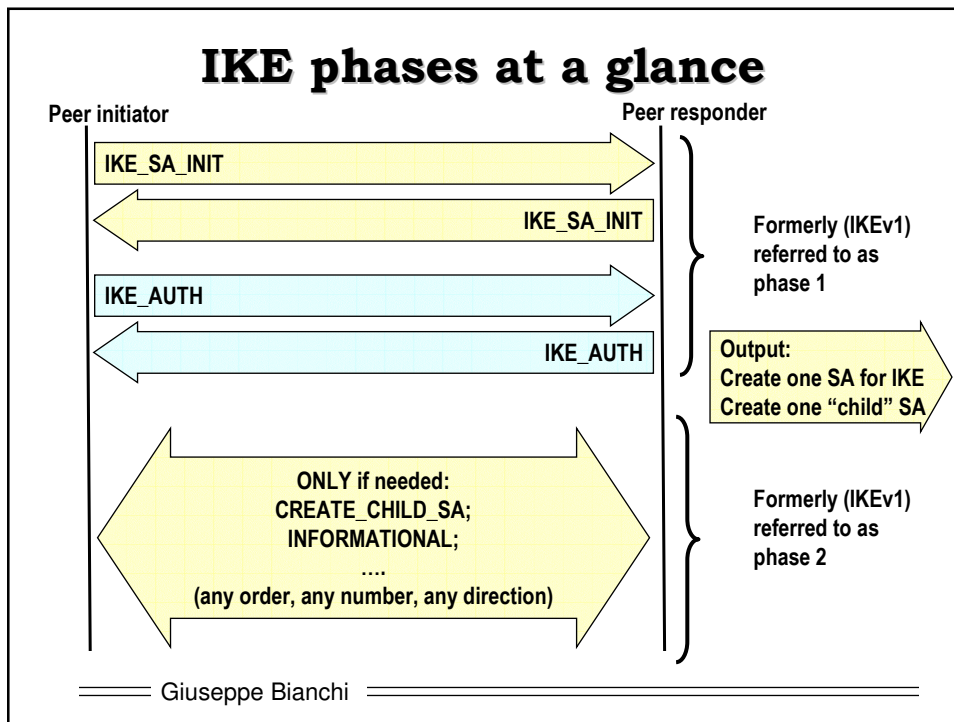 IKE phases at a glance
Peer initiator
Peer responder
IKE_SA_INIT
IKE_SA_INIT
Formerly (IKEv1)
referred to as
phase 1
IKE_AUTH
IKE_AUTH
Output:
Create one SA for IKE
Create one “child” SA
ONLY if needed:
CREATE_CHILD_SA;
INFORMATIONAL;
….
(any order, any number, any direction)
Formerly (IKEv1)
referred to as
phase 2
Giuseppe Bianchi